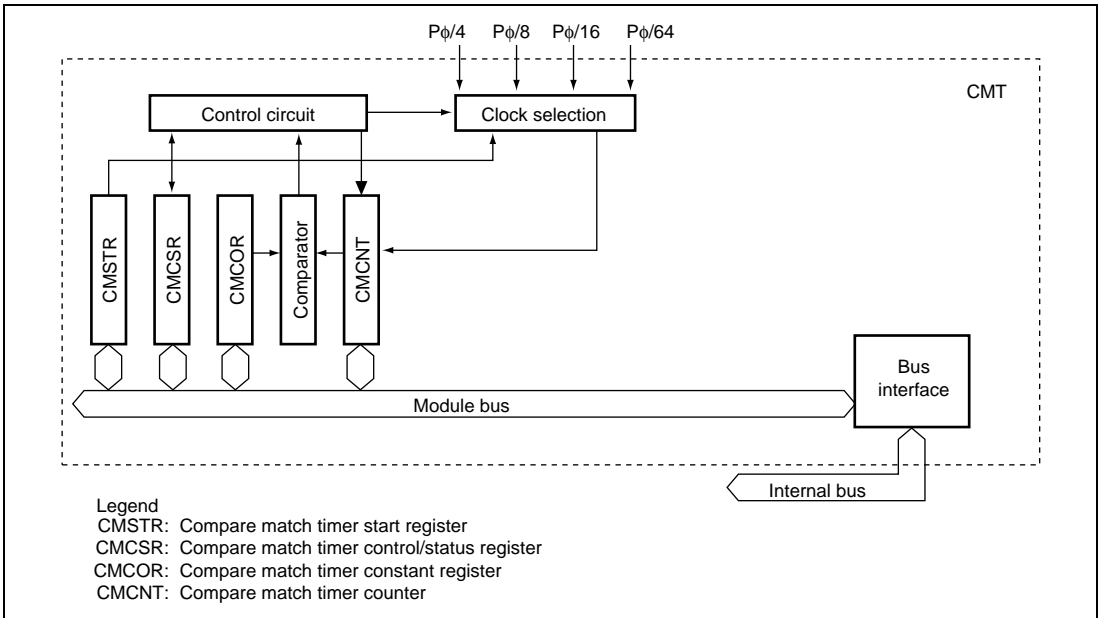 Pϕ/4 Pϕ/8 Pϕ/16 Pϕ/64
CMT
Control circuit
Clock selection
CMSTR
CMCSR
CMCOR
Comparator
CMCNT
Bus
interface
Module bus
Internal bus
Legend
CMSTR: Compare match timer start register
CMCSR: Compare match timer control/status register
CMCOR: Compare match timer constant register
CMCNT: Compare match timer counter